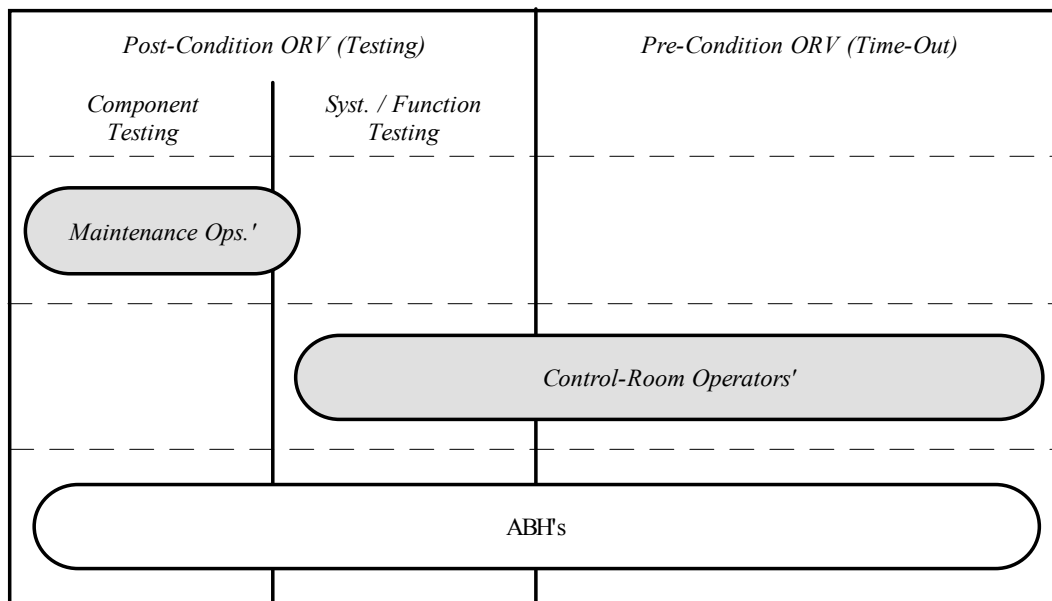 Post-Condition ORV (Testing)
Pre-Condition ORV (Time-Out)
Component
Testing
Syst. / Function
Testing
Maintenance Ops.'
Control-Room Operators'
ABH's